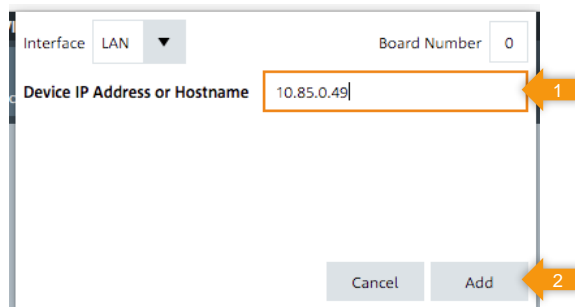 Interface LAN Board Number 0
Device IP Address or Hostname 10.85.0.49 1
Cancel Add 2